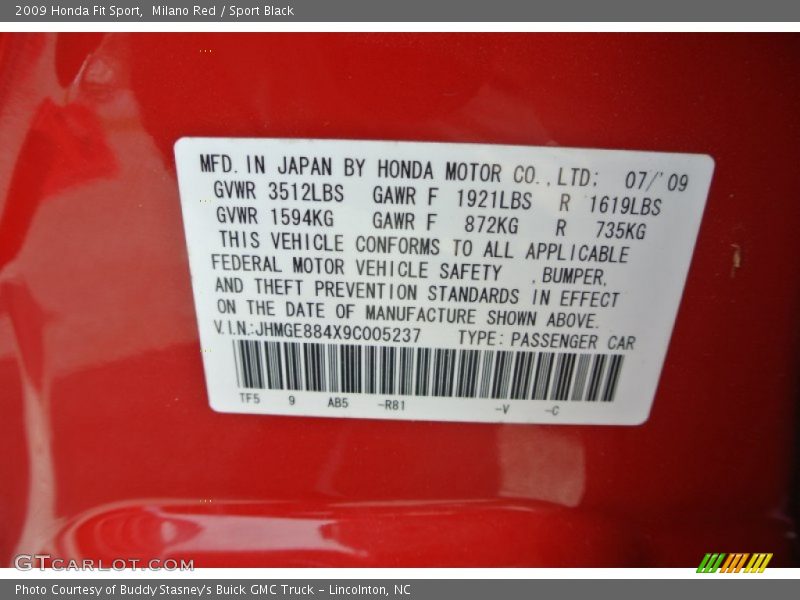 2009 Honda Fit Sport,  Milano Red / Sport Black
MFD. IN JAPAN BY HONDA MOTOR CO., LTD; 07/'09
GVWR 3512LBS GAWR F 1921LBS R 1619LBS
GVWR 1594KG GAWR F 872KG R 735KG
THIS VEHICLE CONFORMS TO ALL APPLICABLE
FEDERAL MOTOR VEHICLE SAFETY , BUMPER,
AND THEFT PREVENTION STANDARDS IN EFFECT
ON THE DATE OF MANUFACTURE SHOWN ABOVE.
V.I.N.:JHMGE884X9C005237 TYPE: PASSENGER CAR
TF5 9 AB5 -R81 -V -C
GTCARLOT.COM
Photo Courtesy of Buddy Stasney's Buick GMC Truck - Lincolnton, NC